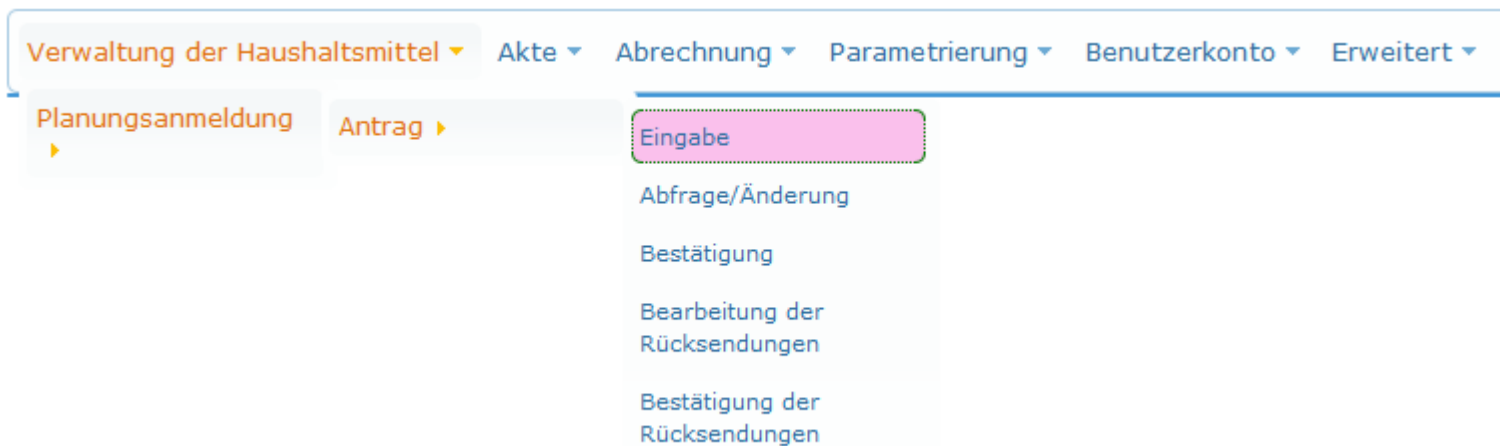 Verwaltung der Haushaltsmittel Akte Abrechnung Parametrierung Benutzerkonto Erweitert
Planungsanmeldung Antrag Eingabe
Abfrage/Änderung
Bestätigung
Bearbeitung der
Rücksendungen
Bestätigung der
Rücksendungen